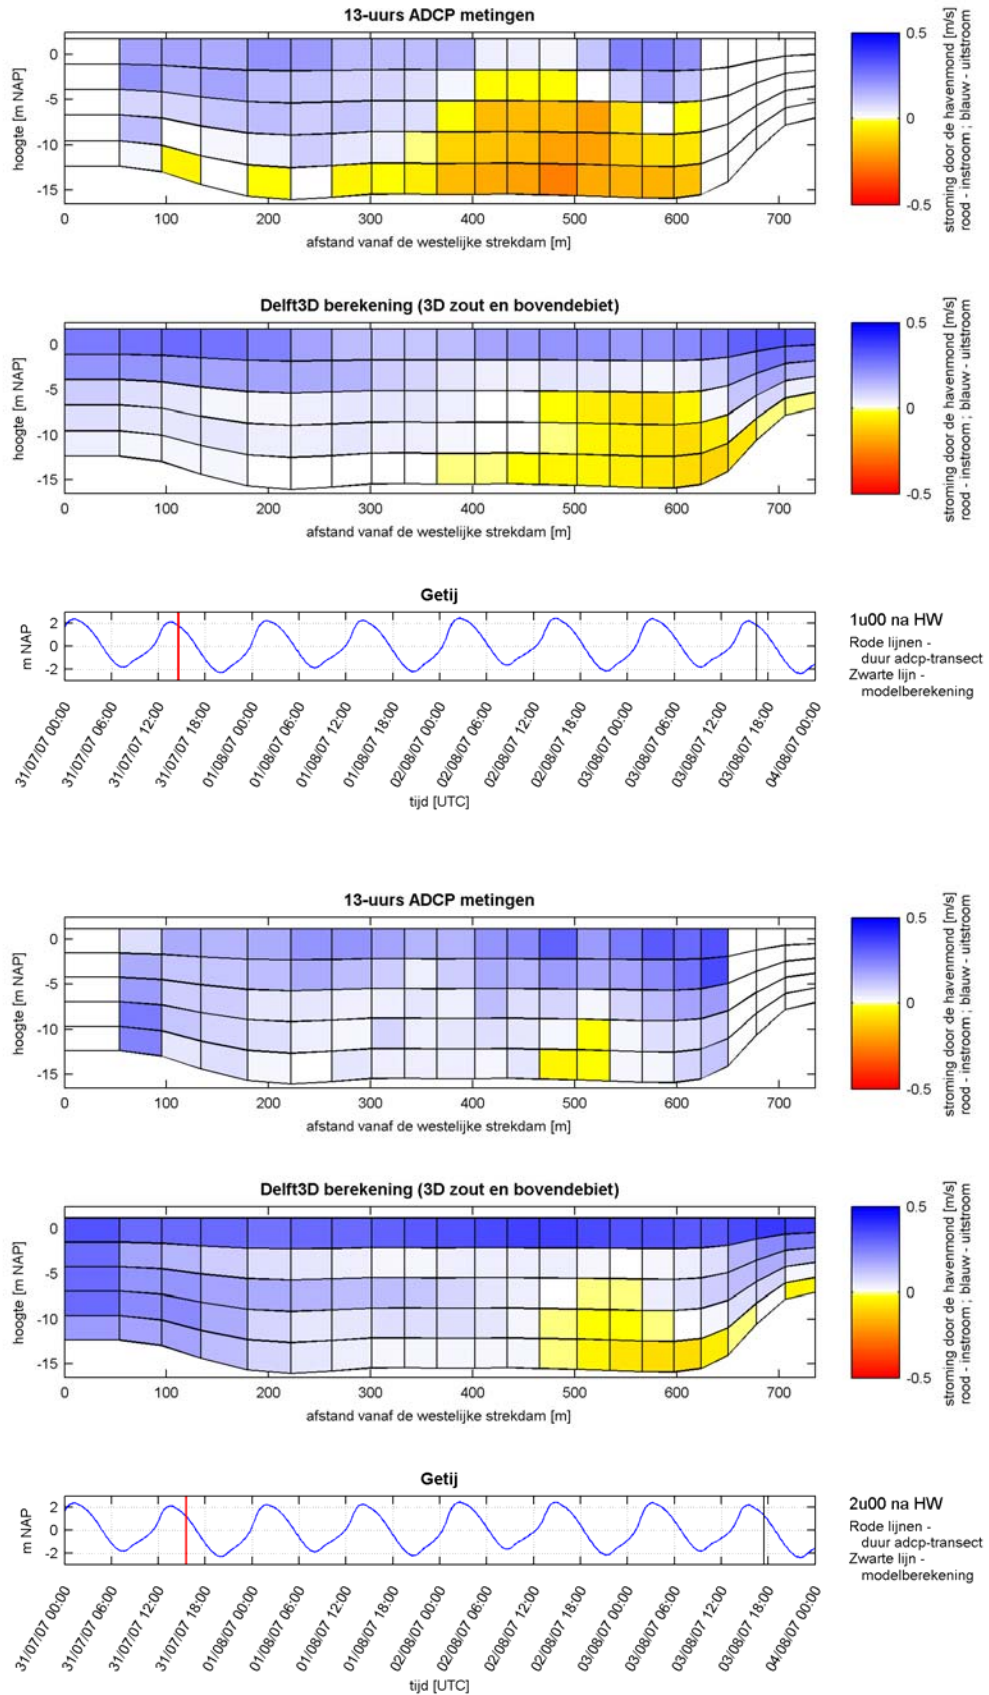 13-uurs ADCP metingen
hoogte [m NAP]
0
-5
-10
-15
0 100 200 300 400 500 600 700
afstand vanaf de westelijke strekdam [m]
0.5
0
-0.5
stroming door de havenmond [m/s]
rood - instroom ; blauw - uitstroom
Delft3D berekening (3D zout en bovendebiet)
hoogte [m NAP]
0
-5
-10
-15
0 100 200 300 400 500 600 700
afstand vanaf de westelijke strekdam [m]
0.5
0
-0.5
stroming door de havenmond [m/s]
rood - instroom ; blauw - uitstroom
Getij
m NAP
2
0
-2
31/07/07 00:00
31/07/07 06:00
31/07/07 12:00
31/07/07 18:00
01/08/07 00:00
01/08/07 06:00
01/08/07 12:00
01/08/07 18:00
02/08/07 00:00
02/08/07 06:00
02/08/07 12:00
02/08/07 18:00
03/08/07 00:00
03/08/07 06:00
03/08/07 12:00
03/08/07 18:00
04/08/07 00:00
tijd [UTC]
1u00 na HW
Rode lijnen -
duur adcp-transect
Zwarte lijn -
modelberekening
13-uurs ADCP metingen
hoogte [m NAP]
0
-5
-10
-15
0 100 200 300 400 500 600 700
afstand vanaf de westelijke strekdam [m]
0.5
0
-0.5
stroming door de havenmond [m/s]
rood - instroom ; blauw - uitstroom
Delft3D berekening (3D zout en bovendebiet)
hoogte [m NAP]
0
-5
-10
-15
0 100 200 300 400 500 600 700
afstand vanaf de westelijke strekdam [m]
0.5
0
-0.5
stroming door de havenmond [m/s]
rood - instroom ; blauw - uitstroom
Getij
m NAP
2
0
-2
31/07/07 00:00
31/07/07 06:00
31/07/07 12:00
31/07/07 18:00
01/08/07 00:00
01/08/07 06:00
01/08/07 12:00
01/08/07 18:00
02/08/07 00:00
02/08/07 06:00
02/08/07 12:00
02/08/07 18:00
03/08/07 00:00
03/08/07 06:00
03/08/07 12:00
03/08/07 18:00
04/08/07 00:00
tijd [UTC]
2u00 na HW
Rode lijnen -
duur adcp-transect
Zwarte lijn -
modelberekening